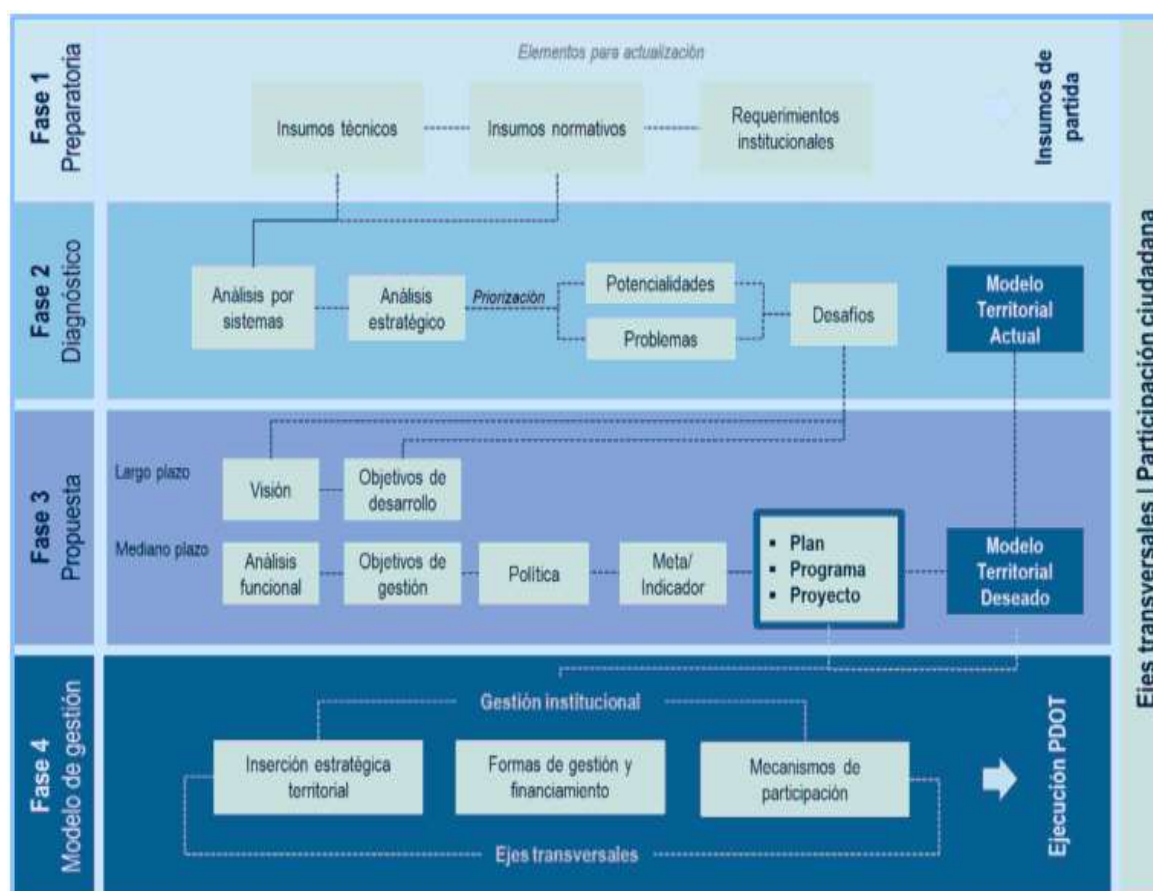 Fase 1
Preparatoria
Elementos para actualización
Insumos técnicos
Insumos normativos
Requerimientos
institucionales
Insumos de
partida
Fase 2
Diagnóstico
Análisis por
sistemas
Análisis
estratégico
Priorización
Potencialidades
Problemas
Desafíos
Modelo
Territorial
Actual
Fase 3
Propuesta
Largo plazo
Visión
Objetivos de
desarrollo
Mediano plazo
Análisis
funcional
Objetivos de
gestión
Política
Meta/
Indicador
▪ Plan
▪ Programa
▪ Proyecto
Modelo
Territorial
Deseado
Fase 4
Modelo de gestión
Gestión institucional
Inserción estratégica
territorial
Formas de gestión y
financiamiento
Mecanismos de
participación
Ejes transversales
Ejecución PDOT
Ejes transversales | Participación ciudadana